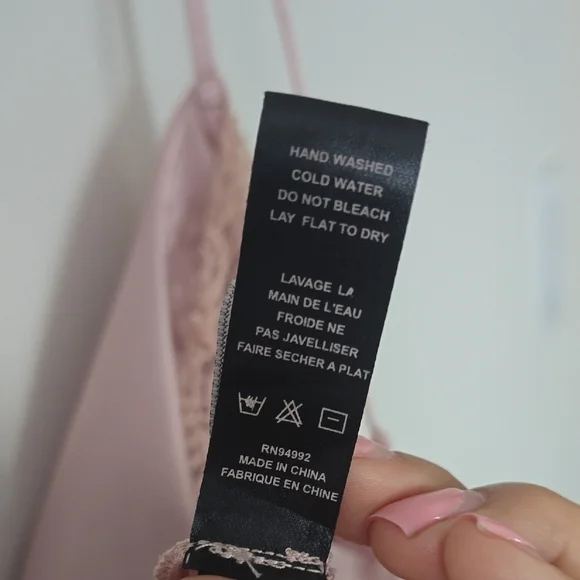 HAND WASHED
COLD WATER
DO NOT BLEACH
LAY FLAT TO DRY
LAVAGE LA
MAIN DE L'EAU
FROIDE NE
PAS JAVELLISER
FAIRE SECHER A PLAT
RN94992
MADE IN CHINA
FABRIQUE EN CHINE